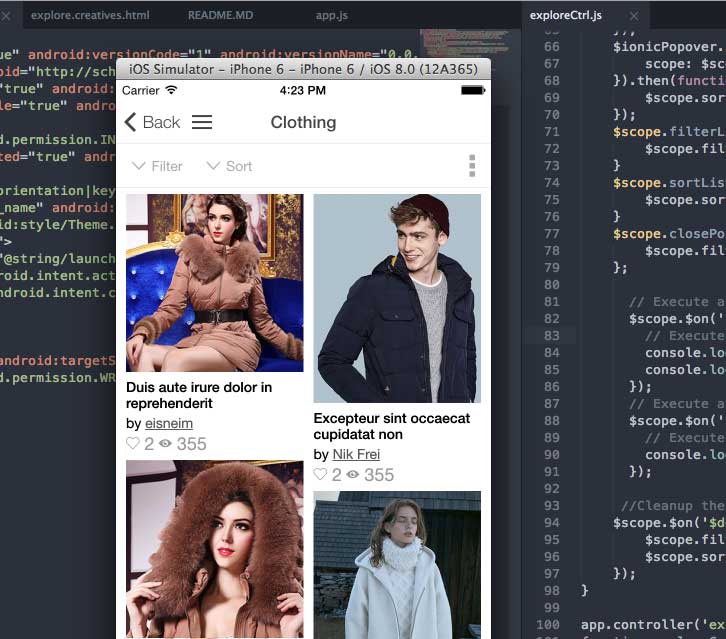 explore.creatives.html README.MD app.js exploreCtrl.js
ue" android:versionCode="1" android:versionName="0.0.
oid="http://sch
"true" android
le="true" andro
d.permission.IN
ted="true" andr
orientation|key
_name" android:
id:style/Theme.
">
"@string/launch
droid.intent.act
android.intent.c
android:targetS
d.permission.WR
iOS Simulator - iPhone 6 - iPhone 6 / iOS 8.0 (12A365)
Carrier 4:23 PM
Back Clothing
Filter Sort
Duis aute irure dolor in
reprehenderit
by eisneim
2 355
Excepteur sint occaecat
cupidatat non
by Nik Frei
2 355
65 });
66 $ionicPopover.
67 scope: $sc
68 }).then(functi
69 $scope.sor
70 });
71 $scope.filterL
72 $scope.fil
73 }
74 $scope.sortLis
75 $scope.sor
76 }
77 $scope.closePo
78 $scope.fil
79 };
80
81 // Execute a
82 $scope.$on('
83 // Execute
84 console.lo
85 console.lo
86 });
87 // Execute a
88 $scope.$on('
89 // Execute
90 console.lo
91 });
92
93 //Cleanup the
94 $scope.$on('$d
95 $scope.fil
96 $scope.sor
97 });
98 }
99
100 app.controller('ex